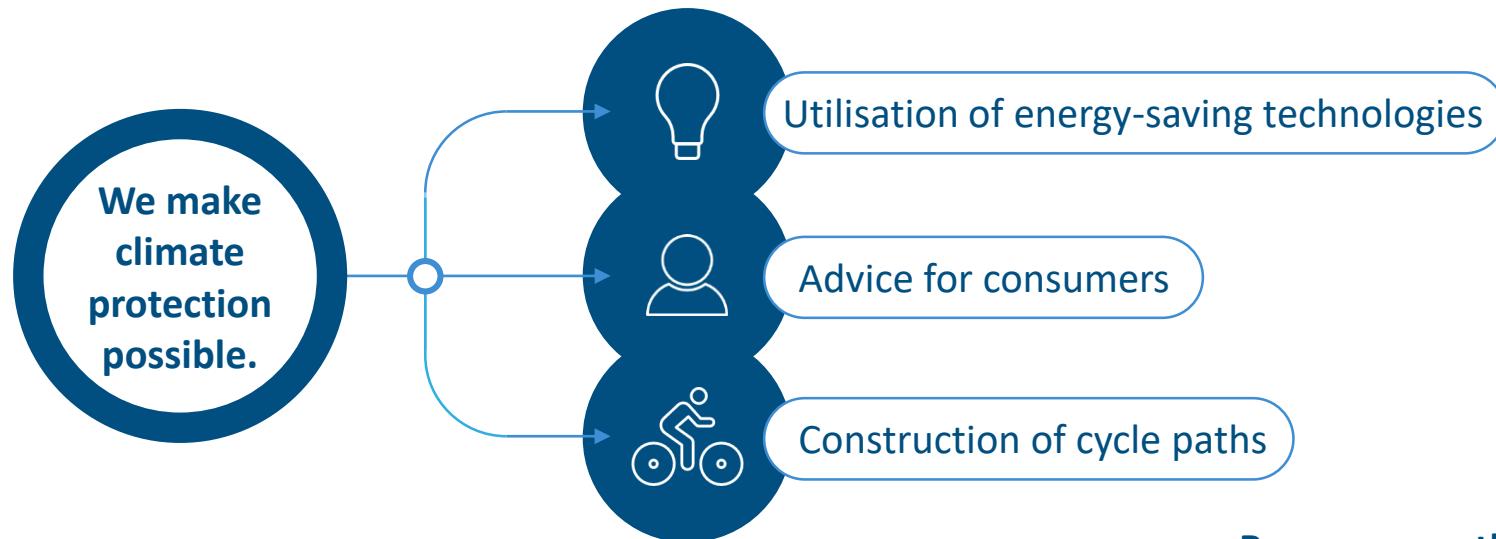 We make
climate
protection
possible.
Utilisation of energy-saving technologies
Advice for consumers
Construction of cycle paths